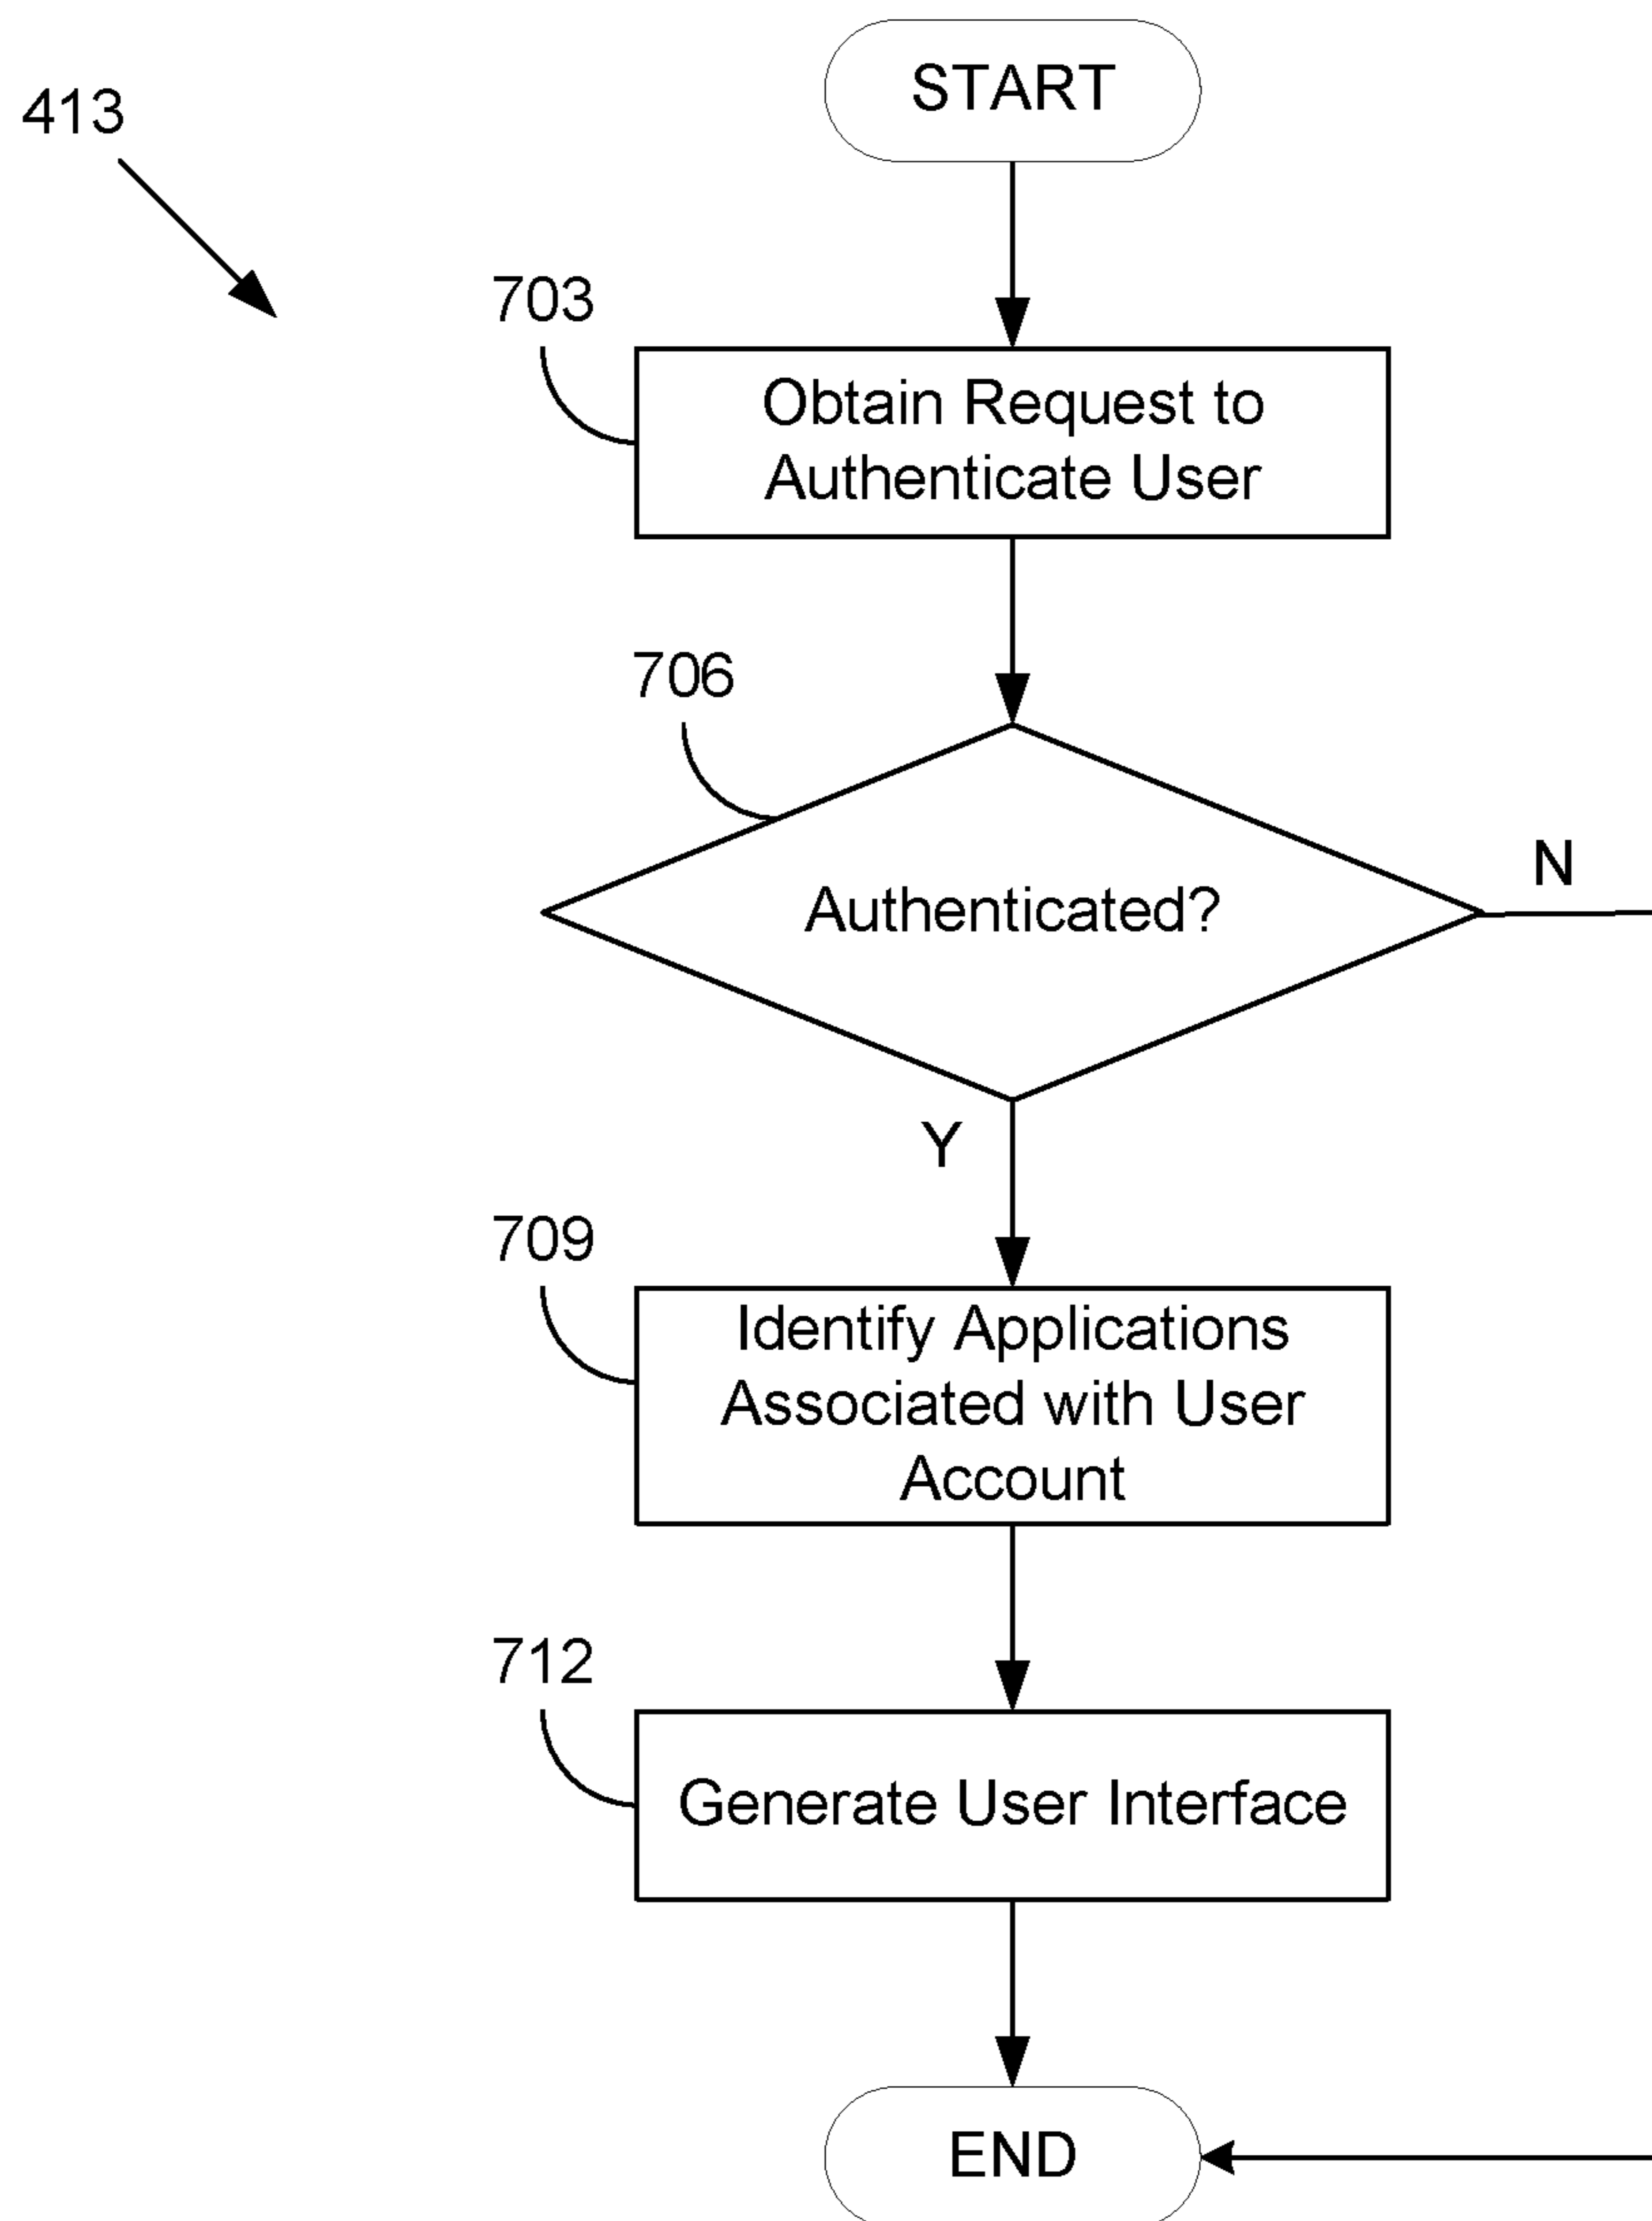 START
413
703
Obtain Request to
Authenticate User
706
Authenticated?
N
Y
709
Identify Applications
Associated with User
Account
712
Generate User Interface
END